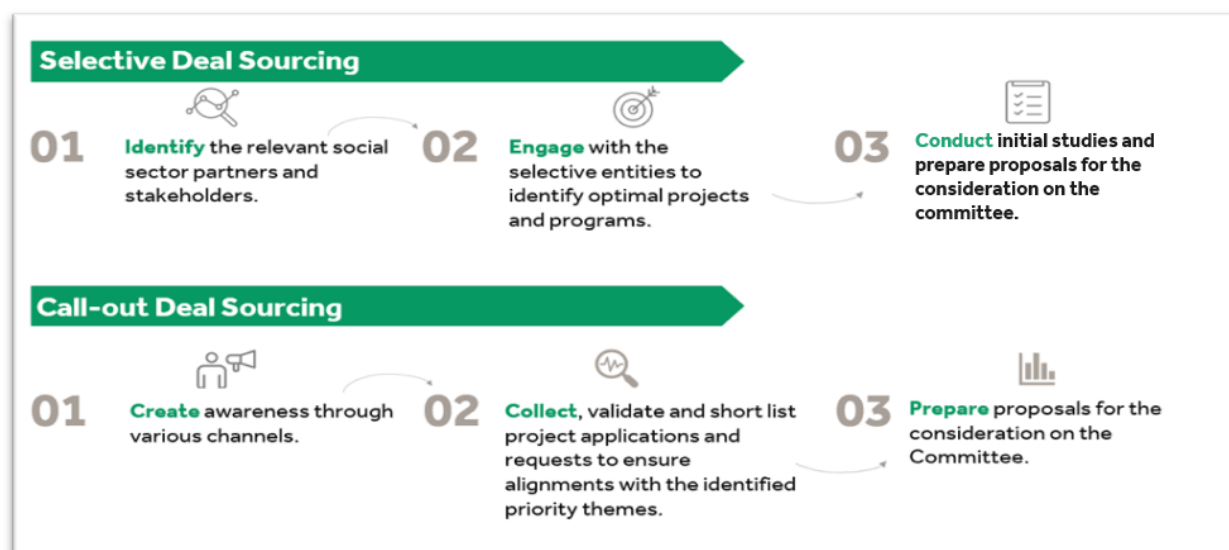 Selective Deal Sourcing
01
Identify the relevant social
sector partners and
stakeholders.
02
Engage with the
selective entities to
identify optimal projects
and programs.
03
Conduct initial studies and
prepare proposals for the
consideration on the
committee.
Call-out Deal Sourcing
01
Create awareness through
various channels.
02
Collect, validate and short list
project applications and
requests to ensure
alignments with the identified
priority themes.
03
Prepare proposals for the
consideration on the
Committee.